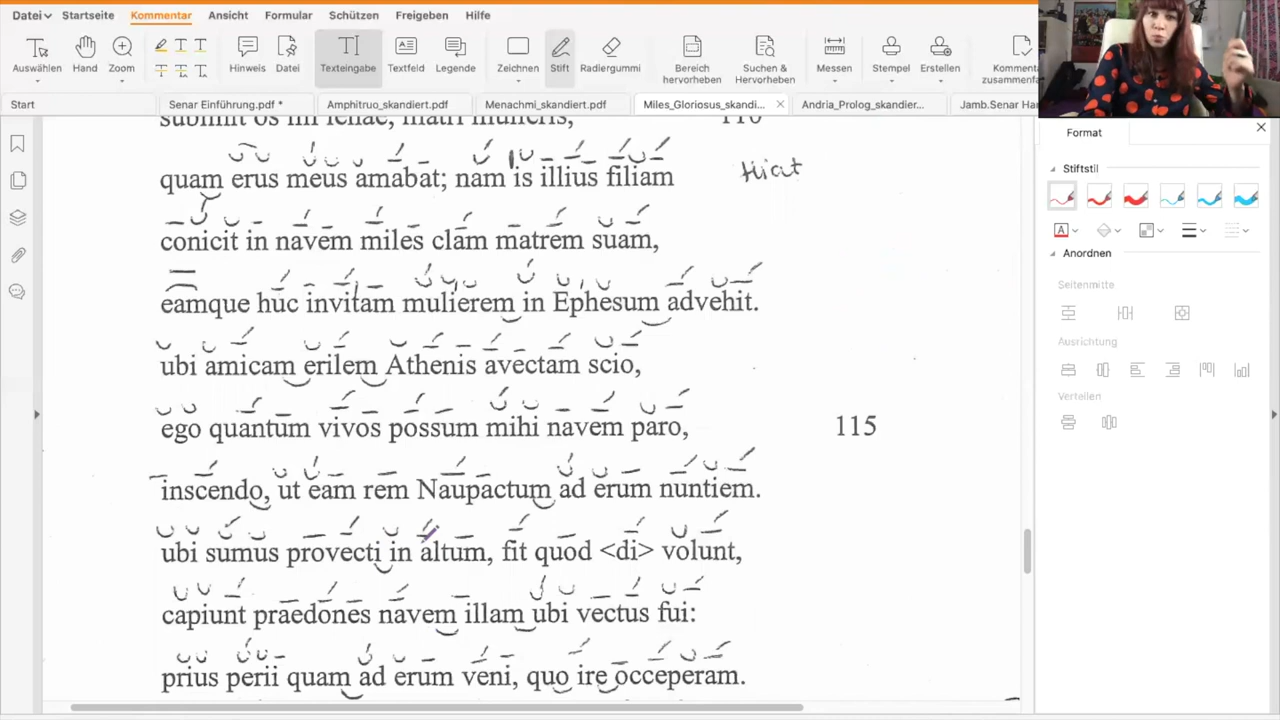 Datei Start Kommentar Ansicht Formular Schützen Freigeben Hilfe
Auswählen Hand Zoom Hinweis Datei Texteingabe Textfeld Legende Zeichnen Stift Radiergummi Bereich hervorheben Suchen & Hervorheben Messen Stempel Erstellen Kommenta zusammenfas
Start Senar Einführung.pdf * Amphitruo_skandiert.pdf Menachmi_skandiert.pdf Miles_Gloriosus_skandi... Andria_Prolog_skandier... Jamb.Senar Han
Format
Stiftstil
Anordnen
Seitenmitte
Ausrichtung
Verteilen
110
quam erus meus amabat; nam is illius filiam Hiat
conicit in navem miles clam matrem suam,
eamque huc invitam mulierem in Ephesum advehit.
ubi amicam erilem Athenis avectam scio,
ego quantum vivos possum mihi navem paro, 115
inscendo, ut eam rem Naupactum ad erum nuntiem.
ubi sumus provecti in altum, fit quod <di> volunt,
capiunt praedones navem illam ubi vectus fui:
prius perii quam ad erum veni, quo ire occeperam.